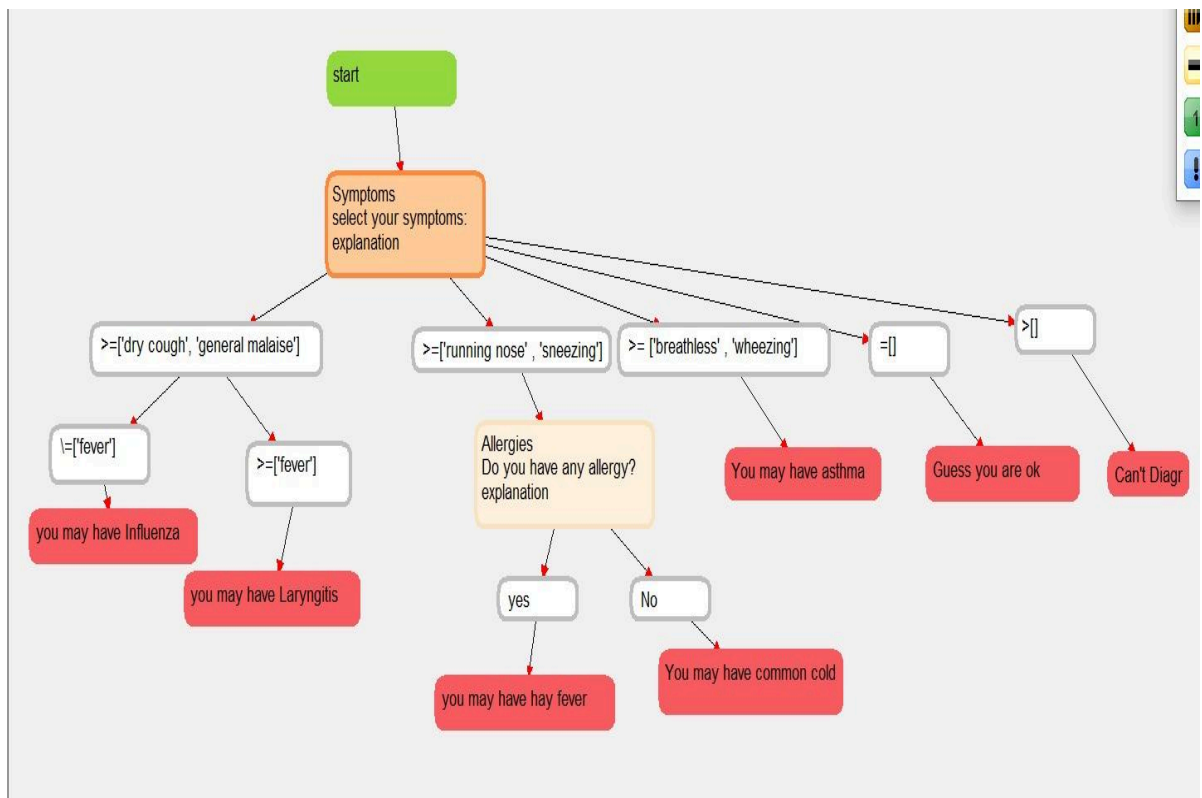 start
Symptoms
select your symptoms:
explanation
>=['dry cough', 'general malaise']
>=['running nose' , 'sneezing']
>= ['breathless' , 'wheezing']
=[]
>[]
\=['fever']
>=['fever']
Allergies
Do you have any allergy?
explanation
You may have asthma
Guess you are ok
Can't Diagr
you may have Influenza
you may have Laryngitis
yes
No
you may have hay fever
You may have common cold